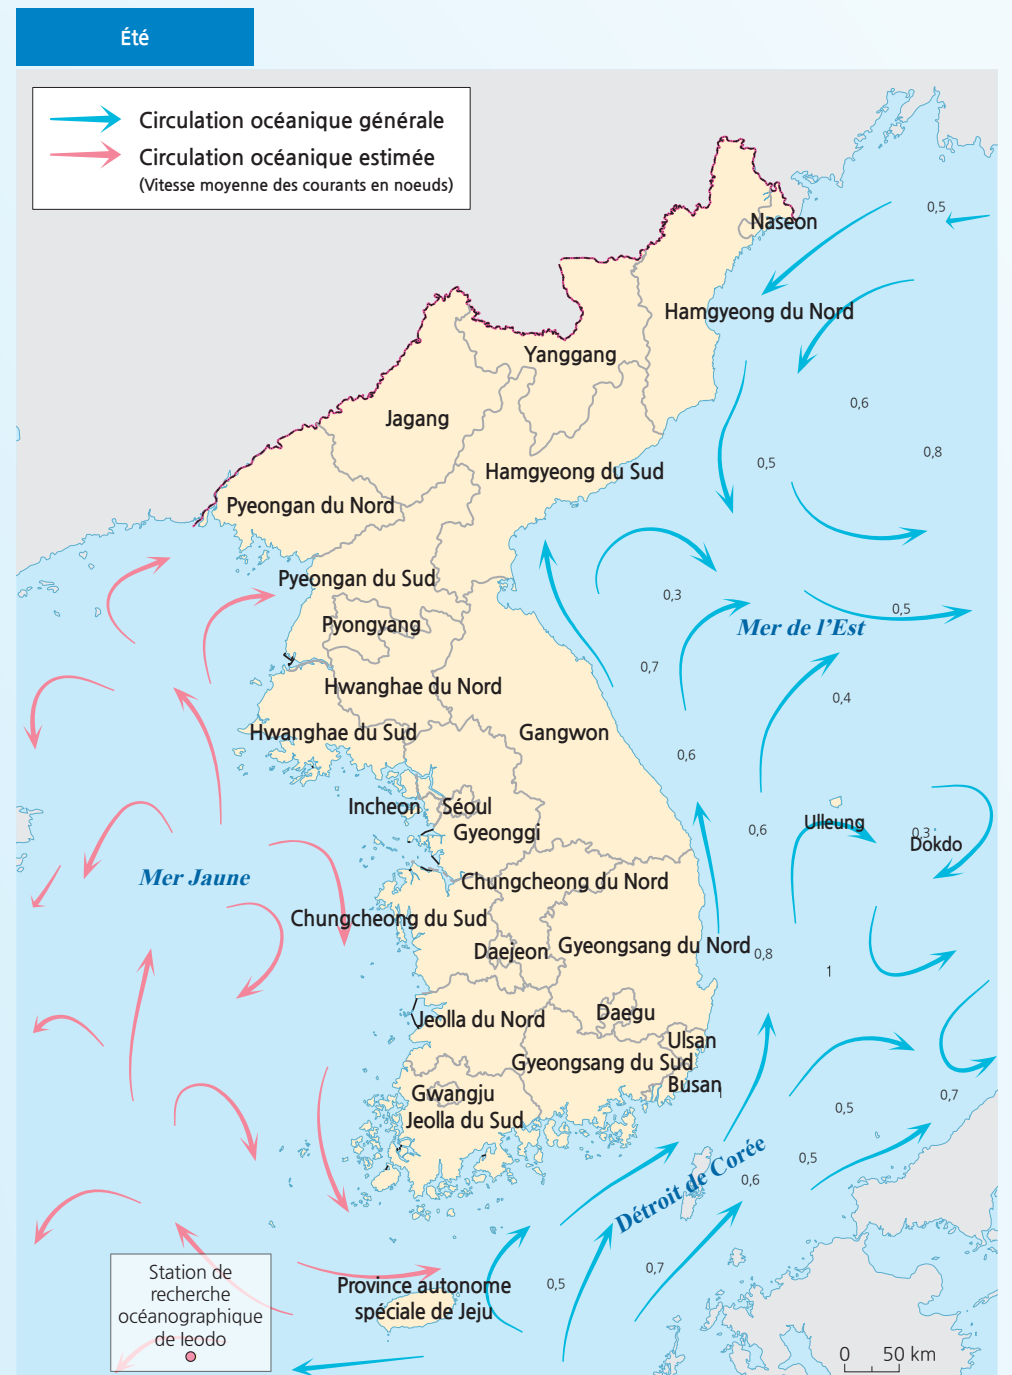 Été
Circulation océanique générale
Circulation océanique estimée
(Vitesse moyenne des courants en noeuds)
0,5
Naseon
Hamgyeong du Nord
Yanggang
0,6
Jagang
0,8
0,5
Hamgyeong du Sud
Pyeongan du Nord
Pyeongan du Sud
0,3
0,5
Pyongyang
Mer de l'Est
0,7
Hwanghae du Nord
0,4
Hwanghae du Sud
Gangwon
0,6
Incheon
Séoul
Ulleung
0,6
Gyeonggi
0,3
Dokdo
Mer Jaune
Chungcheong du Nord
Chungcheong du Sud
Daejeon
Gyeongsang du Nord
0,8
1
Jeolla du Nord
Daegu
Ulsan
Gyeongsang du Sud
Busan
Gwangju
0,7
0,5
Jeolla du Sud
0,5
Détroit de Corée
0,6
0,7
0,5
Station de
recherche
océanographique
de Ieodo
Province autonome
spéciale de Jeju
0 50 km